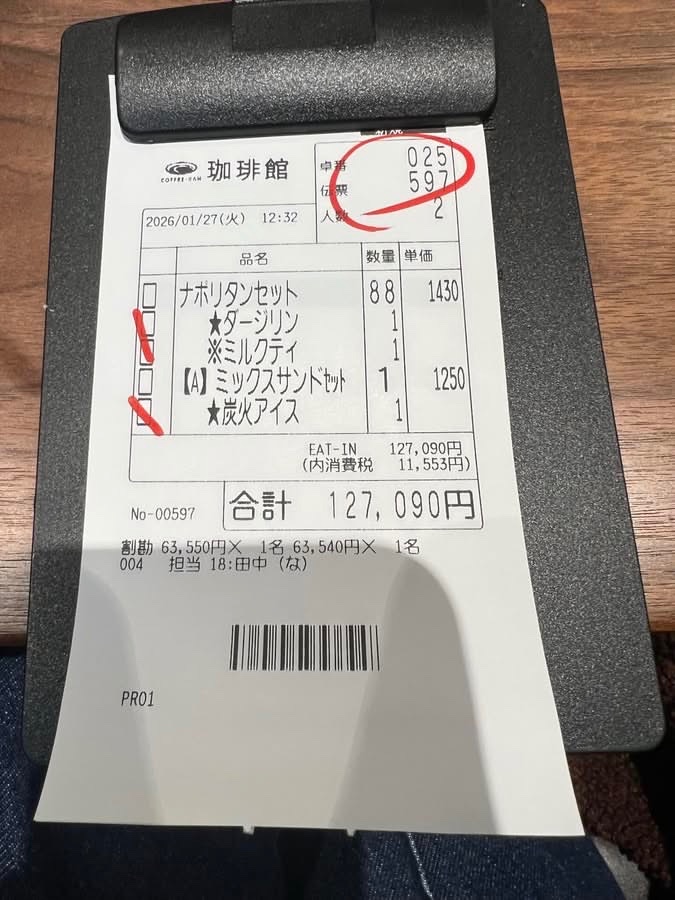 COFFEE-KAN 珈琲館
卓番 025
伝票 597
人数 2
2026/01/27(火) 12:32
品名 数量 単価
□ ナポリタンセット 88 1430
□ ★ダージリン 1
□ ※ミルクティ 1
□ 【A】ミックスサンドセット 1 1250
□ ★炭火アイス 1
EAT-IN 127,090円
(内消費税 11,553円)
No-00597 合計 127,090円
割勘 63,550円× 1名 63,540円× 1名
004 担当 18:田中 (な)
PR01